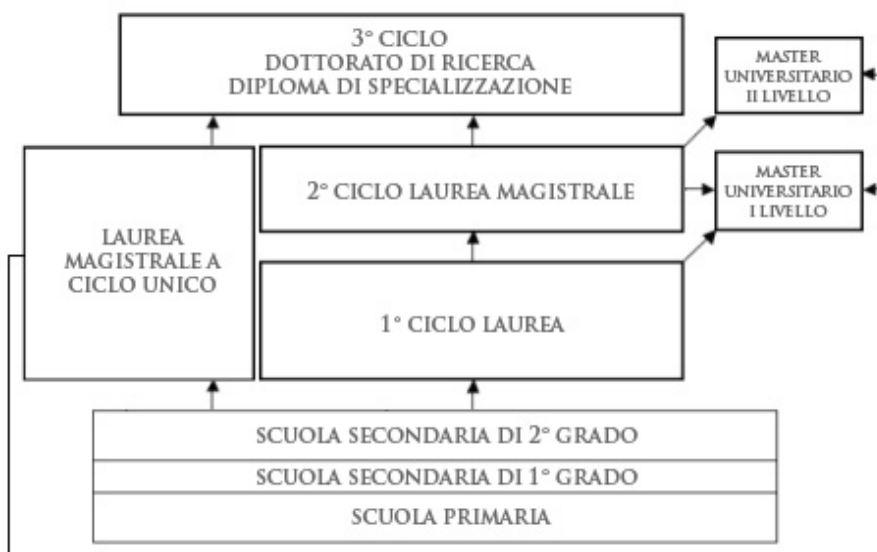 3° CICLO
DOTTORATO DI RICERCA
DIPLOMA DI SPECIALIZZAZIONE
MASTER
UNIVERSITARIO
II LIVELLO
2° CICLO LAUREA MAGISTRALE
MASTER
UNIVERSITARIO
I LIVELLO
LAUREA
MAGISTRALE A
CICLO UNICO
1° CICLO LAUREA
SCUOLA SECONDARIA DI 2° GRADO
SCUOLA SECONDARIA DI 1° GRADO
SCUOLA PRIMARIA